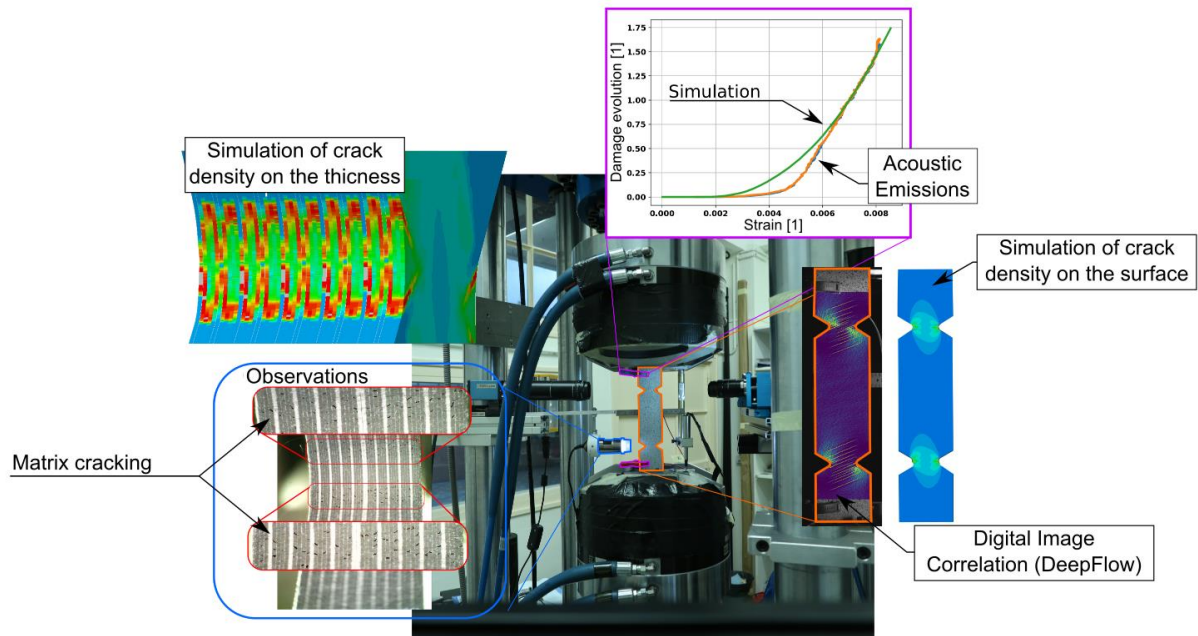 1.75
1.50
1.25
1.00
0.75
0.50
0.25
0.00
Damage evolution [1]
Simulation
Acoustic
Emissions
0.000
0.002
0.004
0.006
0.008
Strain [1]
Simulation of crack
density on the thicness
Simulation of crack
density on the surface
Observations
Matrix cracking
Digital Image
Correlation (DeepFlow)